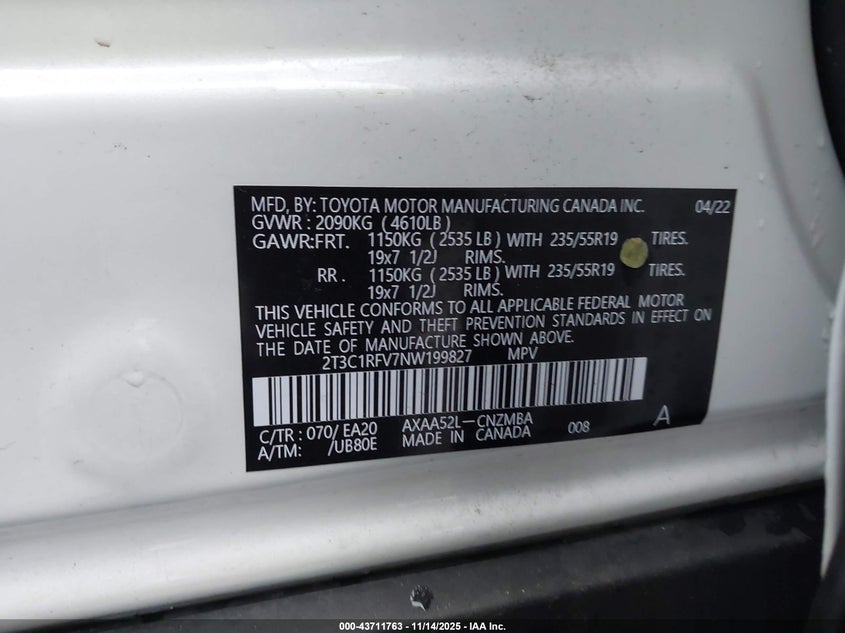 MFD, BY: TOYOTA MOTOR MANUFACTURING CANADA INC. 04/22
GVWR : 2090KG ( 4610LB )
GAWR:FRT. 1150KG ( 2535 LB) WITH 235/55R19 TIRES.
19x7 1/2J RIMS.
RR. 1150KG ( 2535 LB) WITH 235/55R19 TIRES.
19x7 1/2J RIMS.
THIS VEHICLE CONFORMS TO ALL APPLICABLE FEDERAL MOTOR
VEHICLE SAFETY AND THEFT PREVENTION STANDARDS IN EFFECT ON
THE DATE OF MANUFACTURE SHOWN ABOVE.
2T3C1RFV7NW199827 MPV
C/TR : 070/ EA20 AXAA52L—CNZMBA 008 A
A/TM: /UB80E MADE IN CANADA
000-43711763 - 11/14/2025 - IAA Inc.